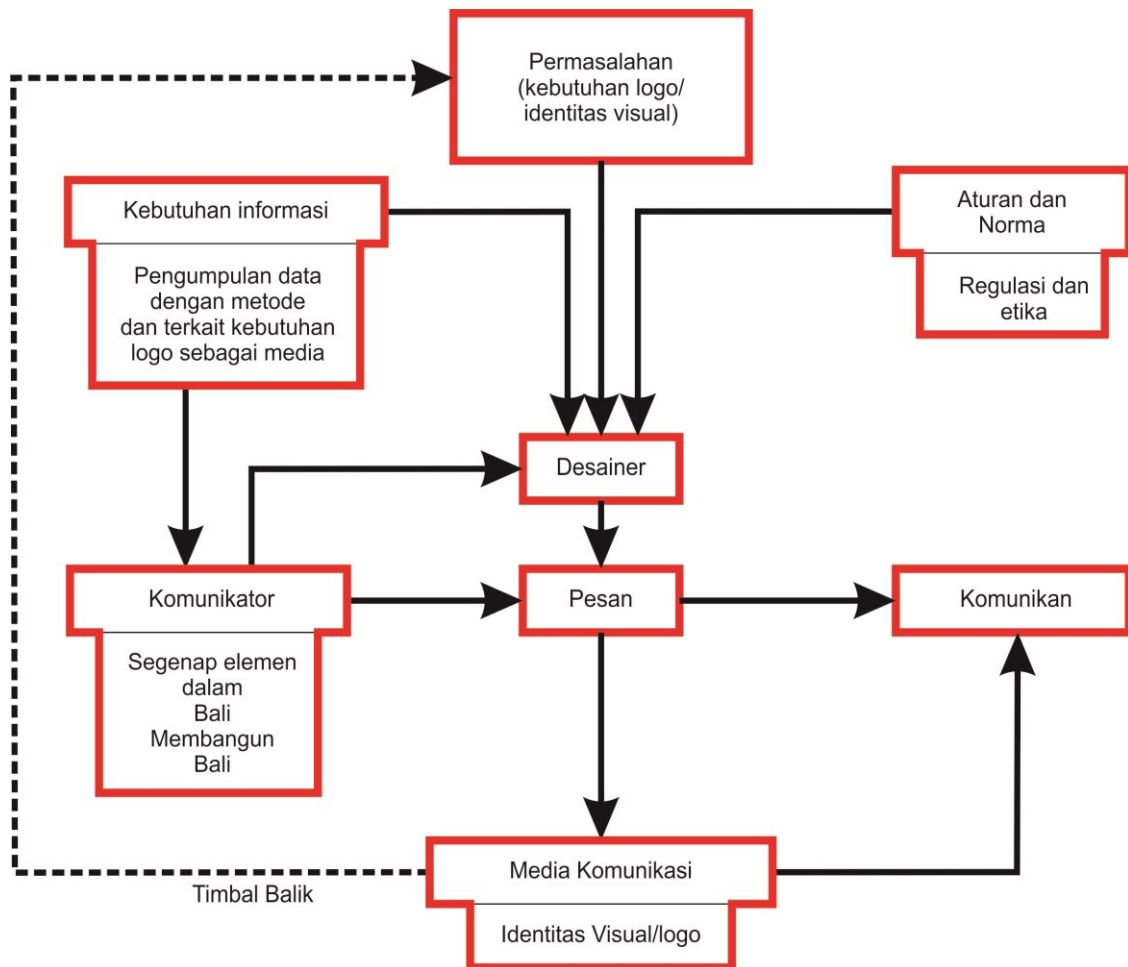 Permasalahan
(kebutuhan logo/
identitas visual)
Kebutuhan informasi
Pengumpulan data
dengan metode
dan terkait kebutuhan
logo sebagai media
Aturan dan
Norma
Regulasi dan
etika
Desainer
Komunikator
Segenap elemen
dalam
Bali
Membangun
Bali
Pesan
Komunikan
Media Komunikasi
Identitas Visual/logo
Timbal Balik